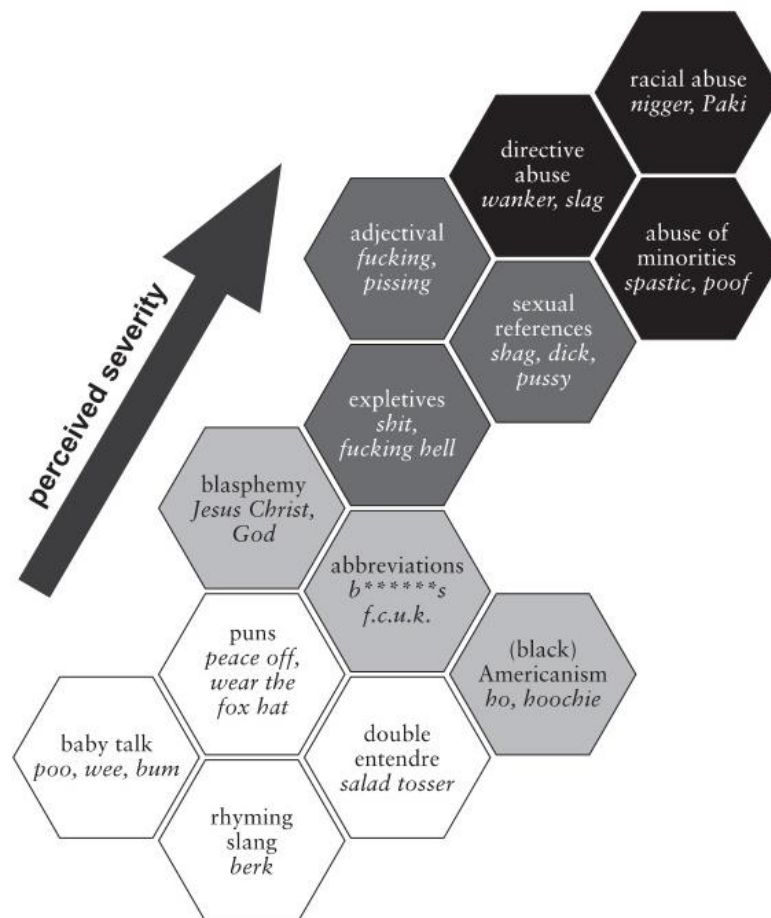 racial abuse
nigger, Paki
directive
abuse
wanker, slag
abuse of
minorities
spastic, poof
adjectival
fucking,
pissing
sexual
references
shag, dick,
pussy
perceived severity
expletives
shit,
fucking hell
blasphemy
Jesus Christ,
God
abbreviations
b******s
f.c.u.k.
puns
peace off,
wear the
fox hat
(black)
Americanism
ho, hoochie
baby talk
poo, wee, bum
double
entendre
salad tosser
rhyming
slang
berk